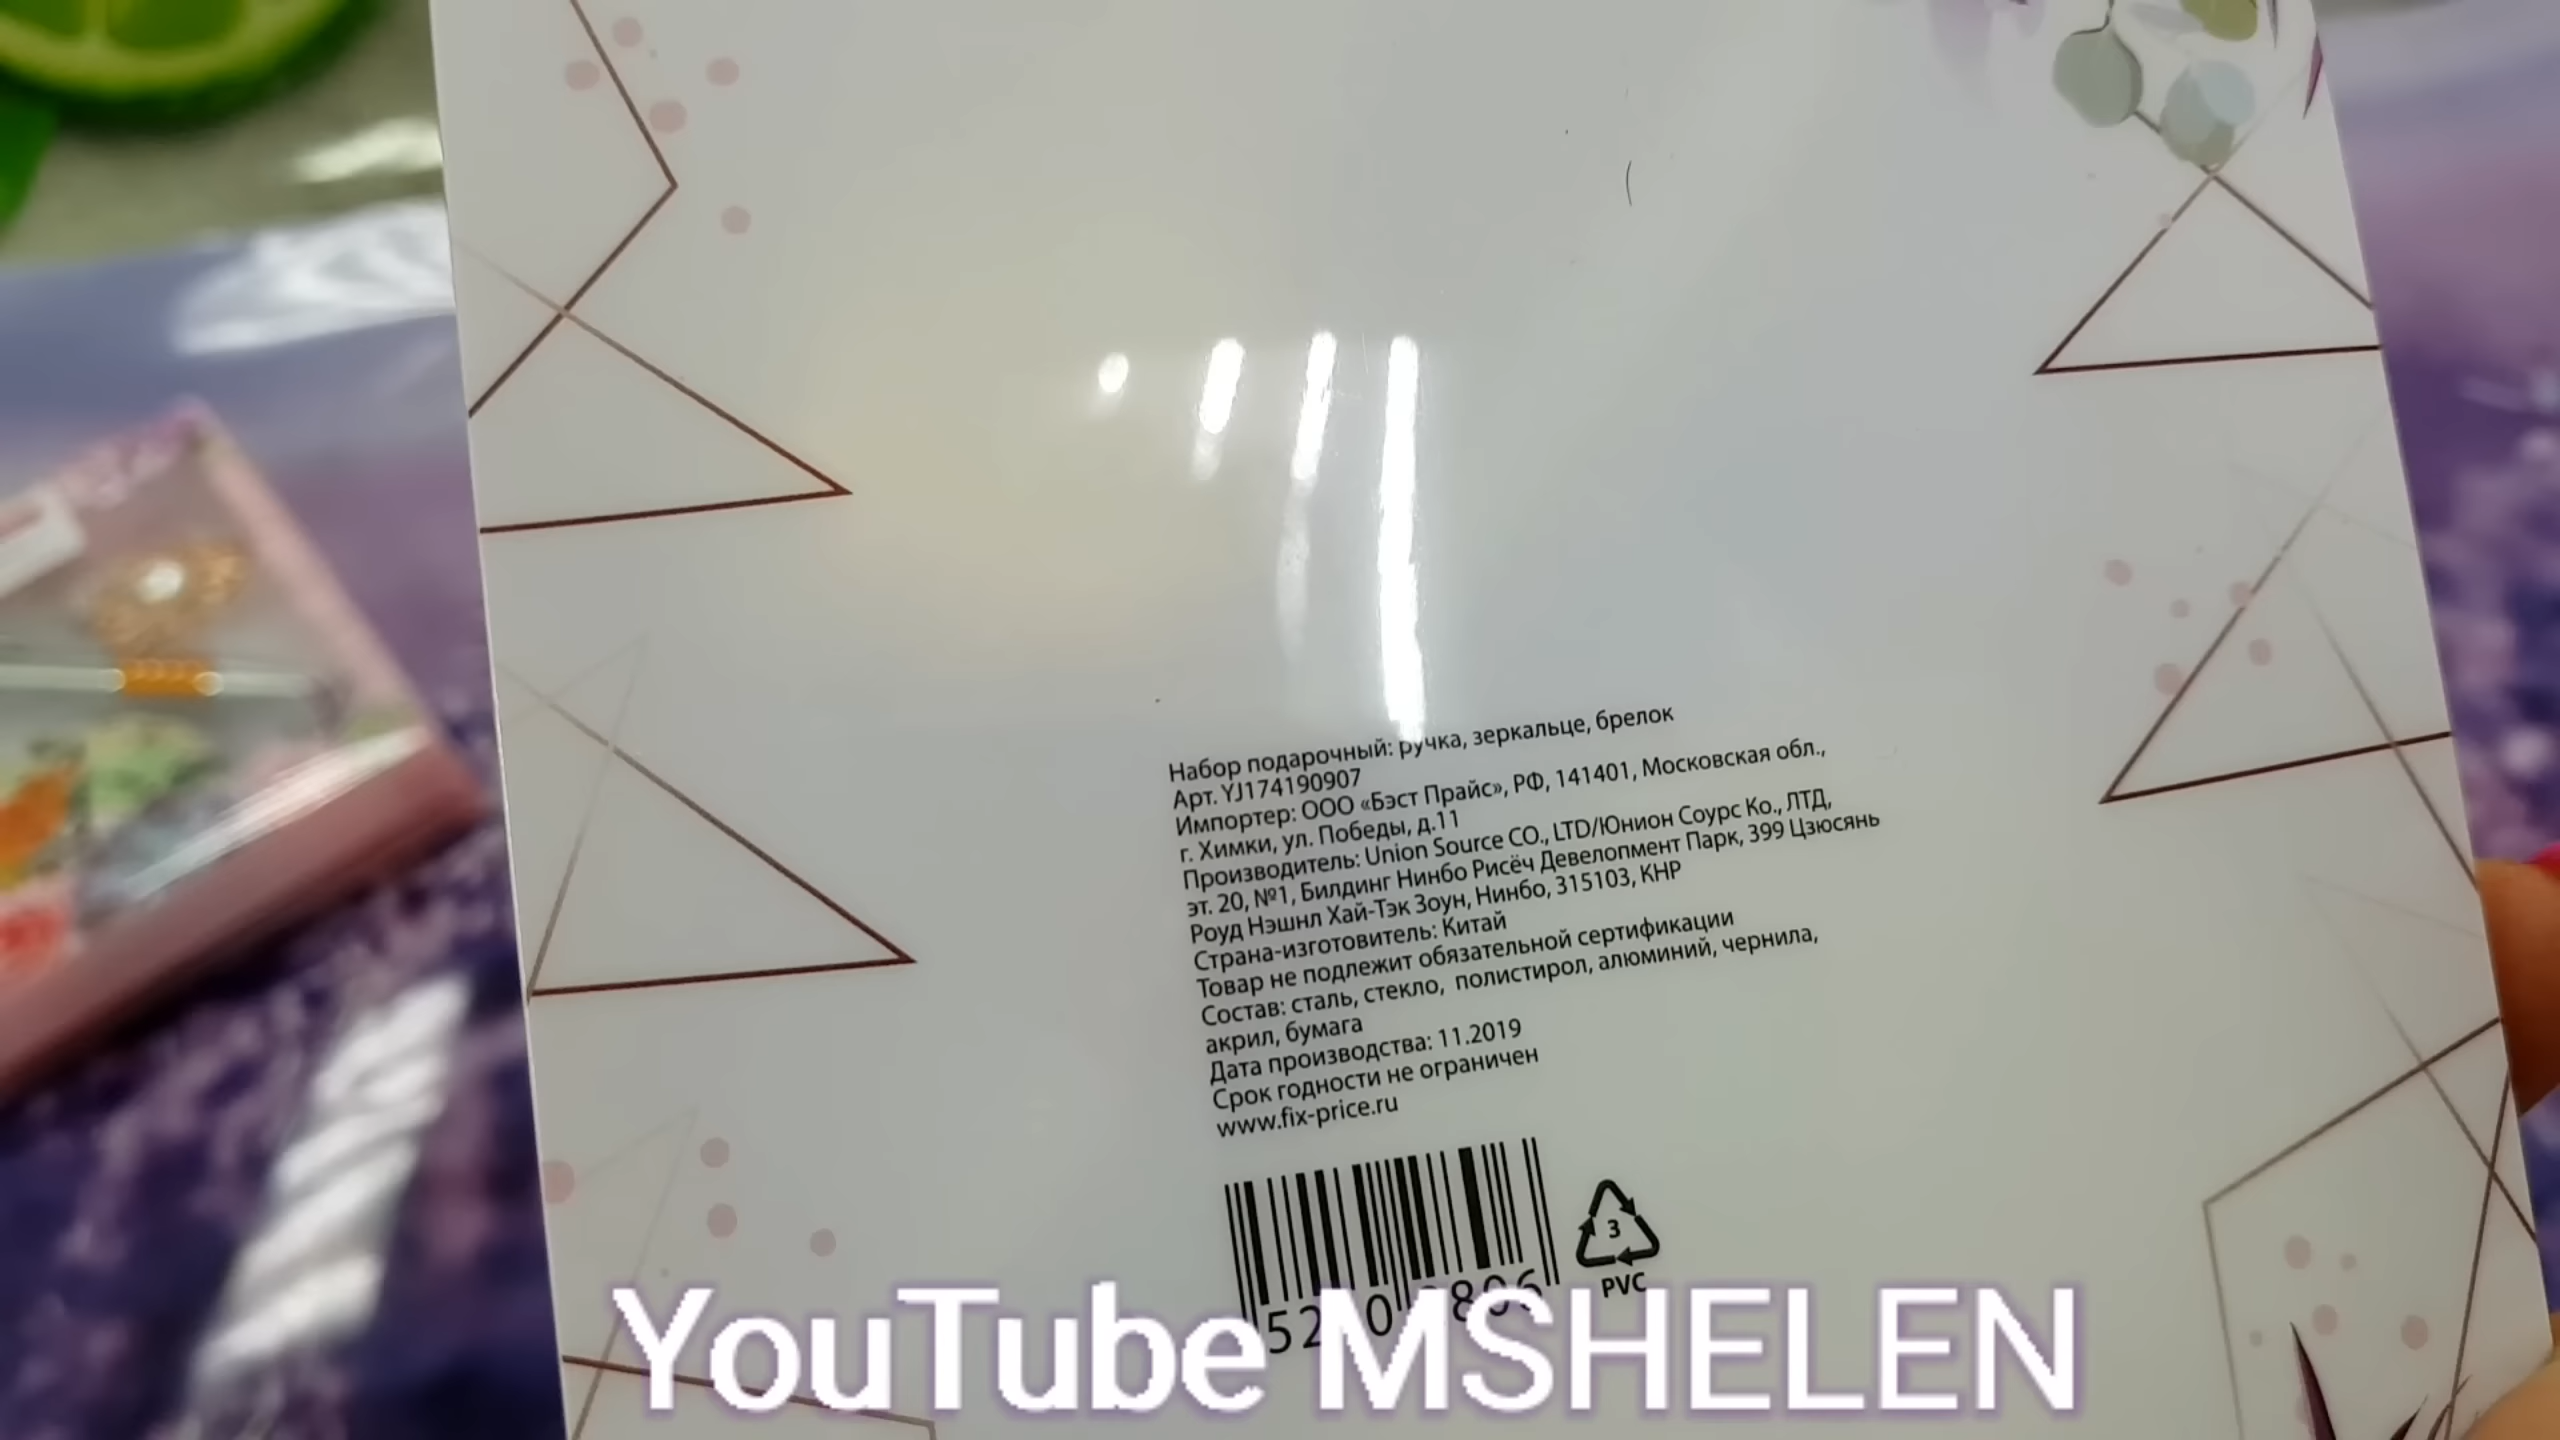 Набор подарочный: ручка, зеркальце, брелок
Арт. YJ174190907
Импортер: ООО «Бэст Прайс», РФ, 141401, Московская обл.,
г. Химки, ул. Победы, д.11
Производитель: Union Source CO., LTD/Юнион Соурс Ко., ЛТД,
эт. 20, №1, Билдинг Нинбо Рисёч Девелопмент Парк, 399 Цзюсянь
Роуд Нэшнл Хай-Тэк Зоун, Нинбо, 315103, КНР
Страна-изготовитель: Китай
Товар не подлежит обязательной сертификации
Состав: сталь, стекло, полистирол, алюминий, чернила,
акрил, бумага
Дата производства: 11.2019
Срок годности не ограничен
www.fix-price.ru
3
PVC
YouTube MSHELEN